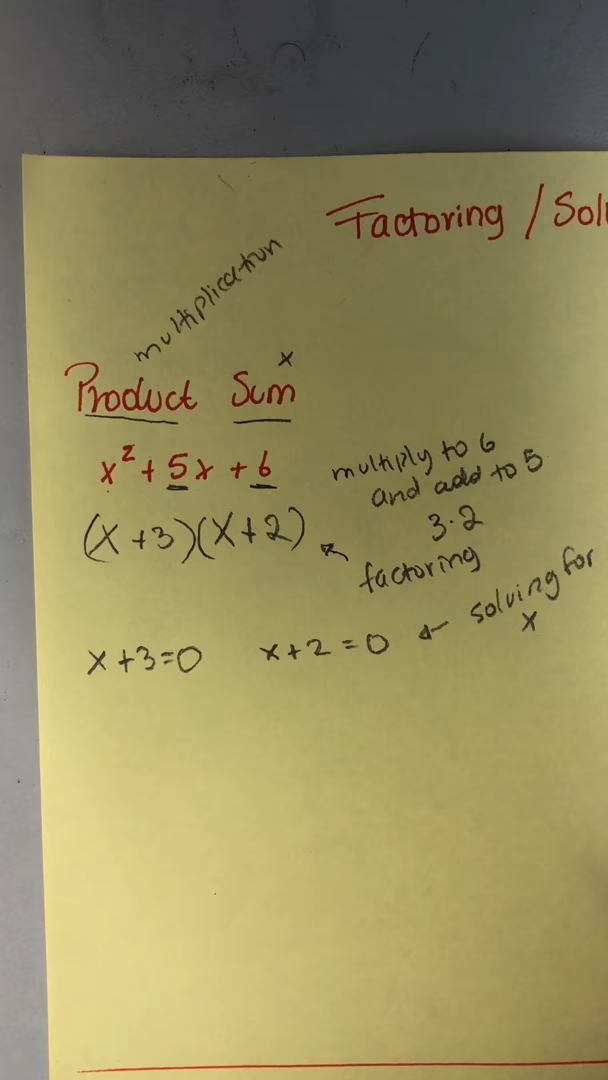 Factoring / Sol
multiplication
x
Product Sum
x² + 5x + 6
multiply to 6
and add to 5
3·2
(x+3)(x+2)
factoring
x+3=0 x+2=0
solving for
x